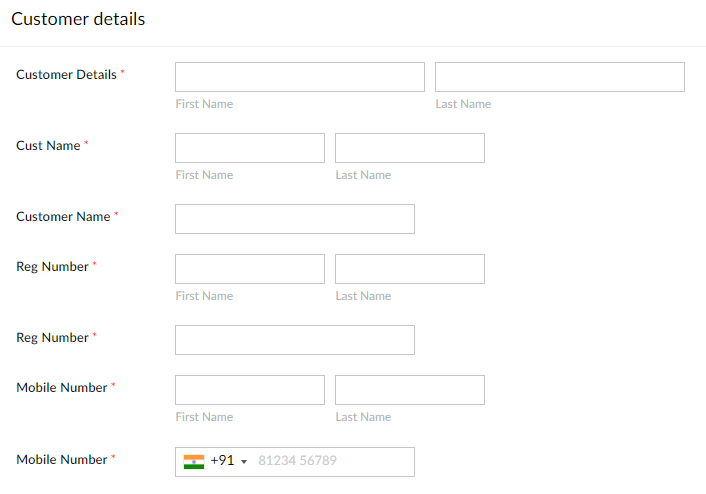 Customer details
Customer Details *
First Name Last Name
Cust Name *
First Name Last Name
Customer Name *
Reg Number *
First Name Last Name
Reg Number *
Mobile Number *
First Name Last Name
Mobile Number * +91 81234 56789